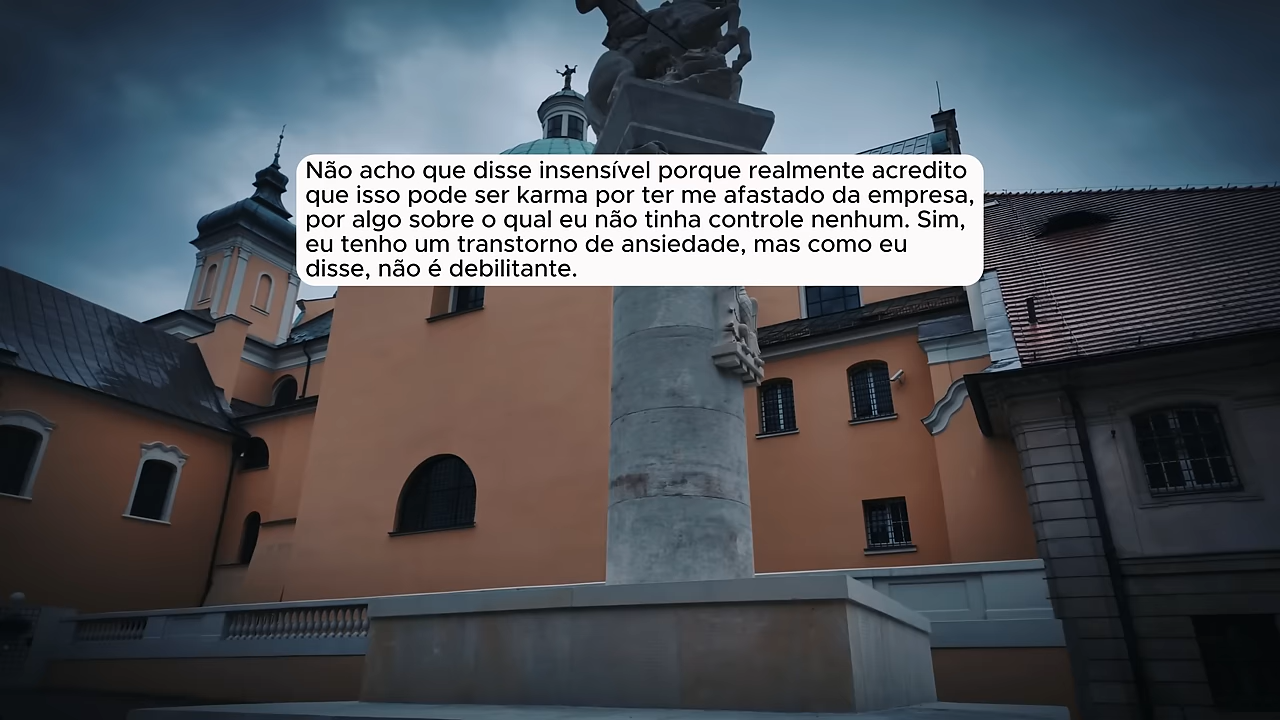 Não acho que disse insensível porque realmente acredito
que isso pode ser karma por ter me afastado da empresa,
por algo sobre o qual eu não tinha controle nenhum. Sim,
eu tenho um transtorno de ansiedade, mas como eu
disse, não é debilitante.